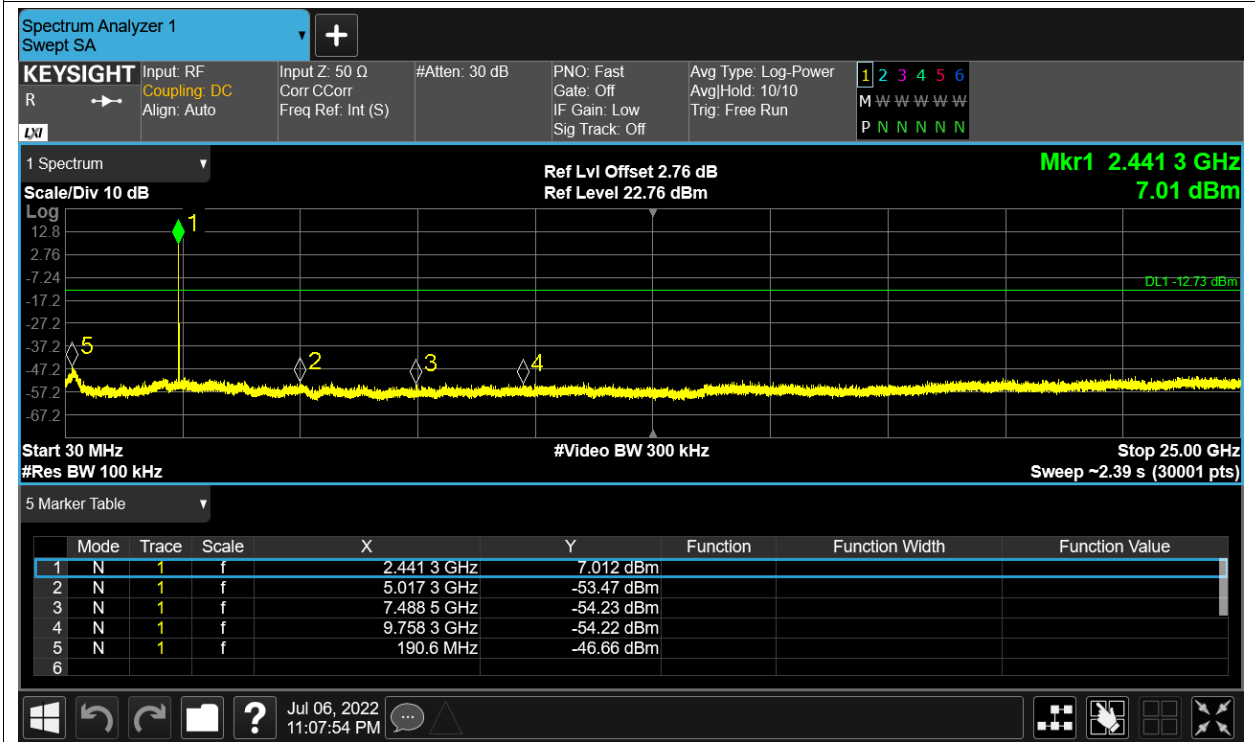 Spectrum Analyzer 1
Swept SA
KEYSIGHT
R
LXI
Input: RF
Coupling: DC
Align: Auto
Input Z: 50 Ω
Corr CCorr
Freq Ref: Int (S)
#Atten: 30 dB
PNO: Fast
Gate: Off
IF Gain: Low
Sig Track: Off
Avg Type: Log-Power
Avg|Hold: 10/10
Trig: Free Run
1 2 3 4 5 6
M W W W W W
P N N N N N
1 Spectrum
Scale/Div 10 dB
Ref Lvl Offset 2.76 dB
Ref Level 22.76 dBm
Mkr1 2.441 3 GHz
7.01 dBm
Log
12.8
2.76
-7.24
-17.2
-27.2
-37.2
-47.2
-57.2
-67.2
1
DL1 -12.73 dBm
5
2
3
4
Start 30 MHz
#Video BW 300 kHz
Stop 25.00 GHz
#Res BW 100 kHz
Sweep ~2.39 s (30001 pts)
5 Marker Table
Mode Trace Scale X Y Function Function Width Function Value
1 N 1 f 2.441 3 GHz 7.012 dBm
2 N 1 f 5.017 3 GHz -53.47 dBm
3 N 1 f 7.488 5 GHz -54.23 dBm
4 N 1 f 9.758 3 GHz -54.22 dBm
5 N 1 f 190.6 MHz -46.66 dBm
6
?
Jul 06, 2022
11:07:54 PM